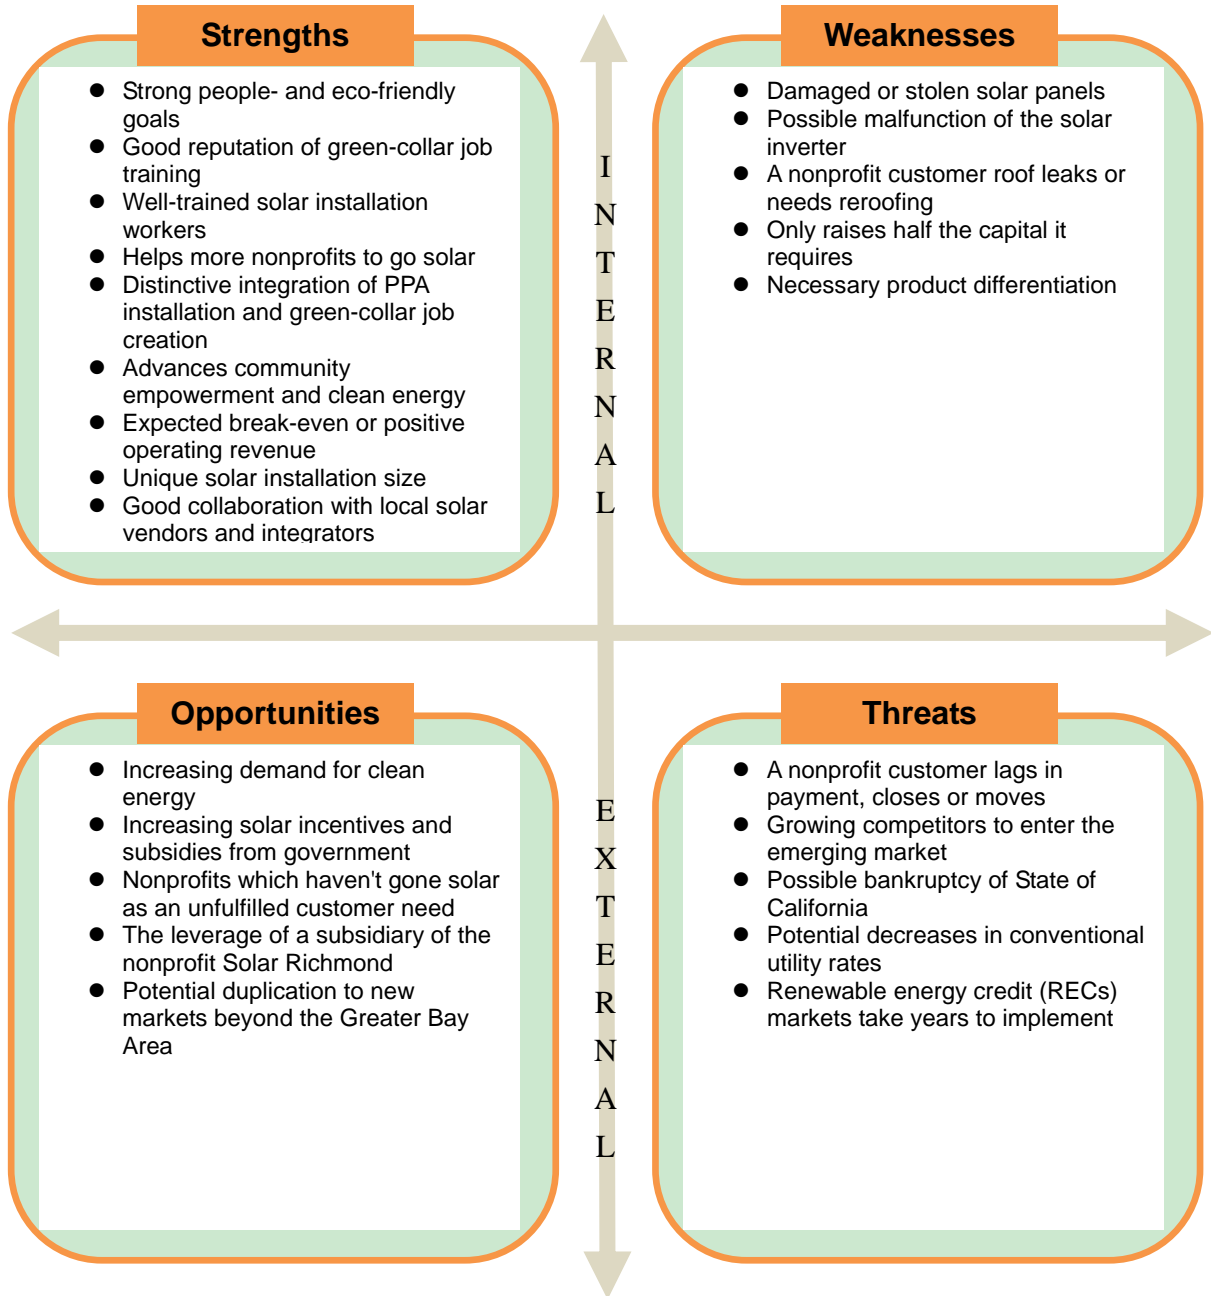 Strengths
● Strong people- and eco-friendly
goals
● Good reputation of green-collar job
training
● Well-trained solar installation
workers
● Helps more nonprofits to go solar
● Distinctive integration of PPA
installation and green-collar job
creation
● Advances community
empowerment and clean energy
● Expected break-even or positive
operating revenue
● Unique solar installation size
● Good collaboration with local solar
vendors and integrators
I
N
T
E
R
N
A
L
Weaknesses
● Damaged or stolen solar panels
● Possible malfunction of the solar
inverter
● A nonprofit customer roof leaks or
needs reroofing
● Only raises half the capital it
requires
● Necessary product differentiation
Opportunities
● Increasing demand for clean
energy
● Increasing solar incentives and
subsidies from government
● Nonprofits which haven't gone solar
as an unfulfilled customer need
● The leverage of a subsidiary of the
nonprofit Solar Richmond
● Potential duplication to new
markets beyond the Greater Bay
Area
E
X
T
E
R
N
A
L
Threats
● A nonprofit customer lags in
payment, closes or moves
● Growing competitors to enter the
emerging market
● Possible bankruptcy of State of
California
● Potential decreases in conventional
utility rates
● Renewable energy credit (RECs)
markets take years to implement